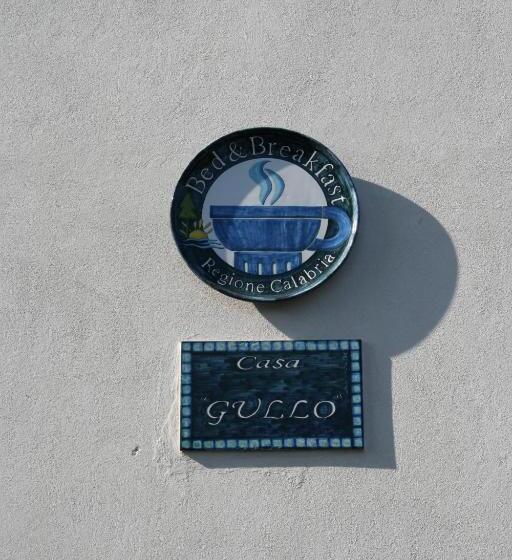 Bed & Breakfast
Regione Calabria
Casa
"GULLO"